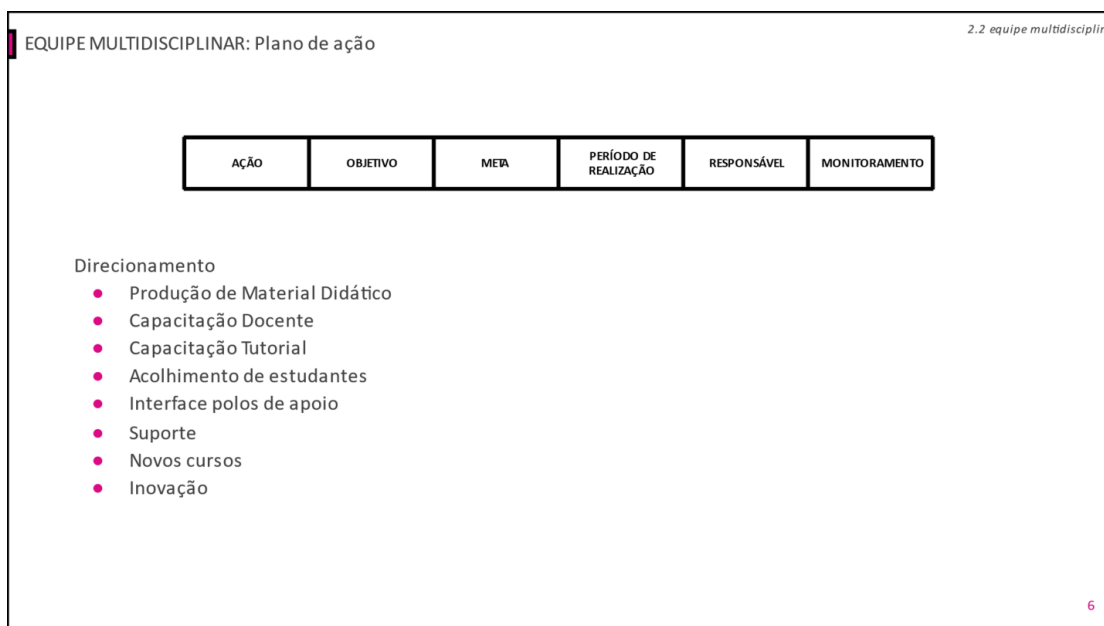 2.2 equipe multidisciplin
EQUIPE MULTIDISCIPLINAR: Plano de ação
AÇÃO
OBJETIVO
META
PERÍODO DE
REALIZAÇÃO
RESPONSÁVEL
MONITORAMENTO
Direcionamento
● Produção de Material Didático
● Capacitação Docente
● Capacitação Tutorial
● Acolhimento de estudantes
● Interface polos de apoio
● Suporte
● Novos cursos
● Inovação
6